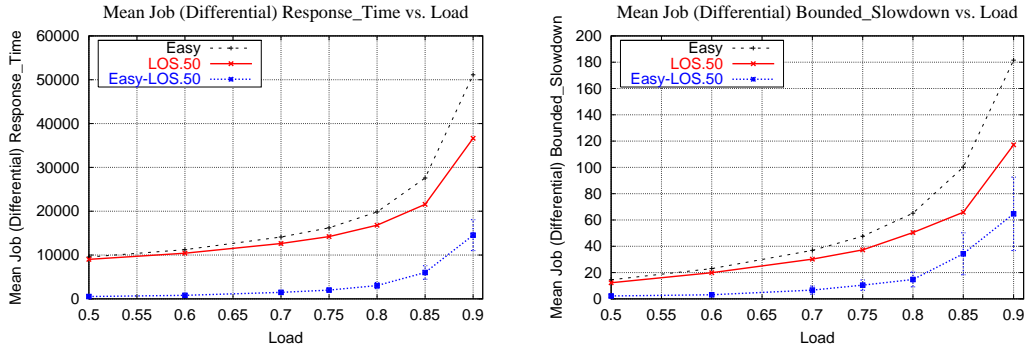 Mean Job (Differential) Response_Time vs. Load
Mean Job (Differential) Response_Time
60000
50000
40000
30000
20000
10000
0
Easy
LOS.50
Easy-LOS.50
0.5 0.55 0.6 0.65 0.7 0.75 0.8 0.85 0.9
Load
Mean Job (Differential) Bounded_Slowdown vs. Load
Mean Job (Differential) Bounded_Slowdown
200
180
160
140
120
100
80
60
40
20
0
Easy
LOS.50
Easy-LOS.50
0.5 0.55 0.6 0.65 0.7 0.75 0.8 0.85 0.9
Load